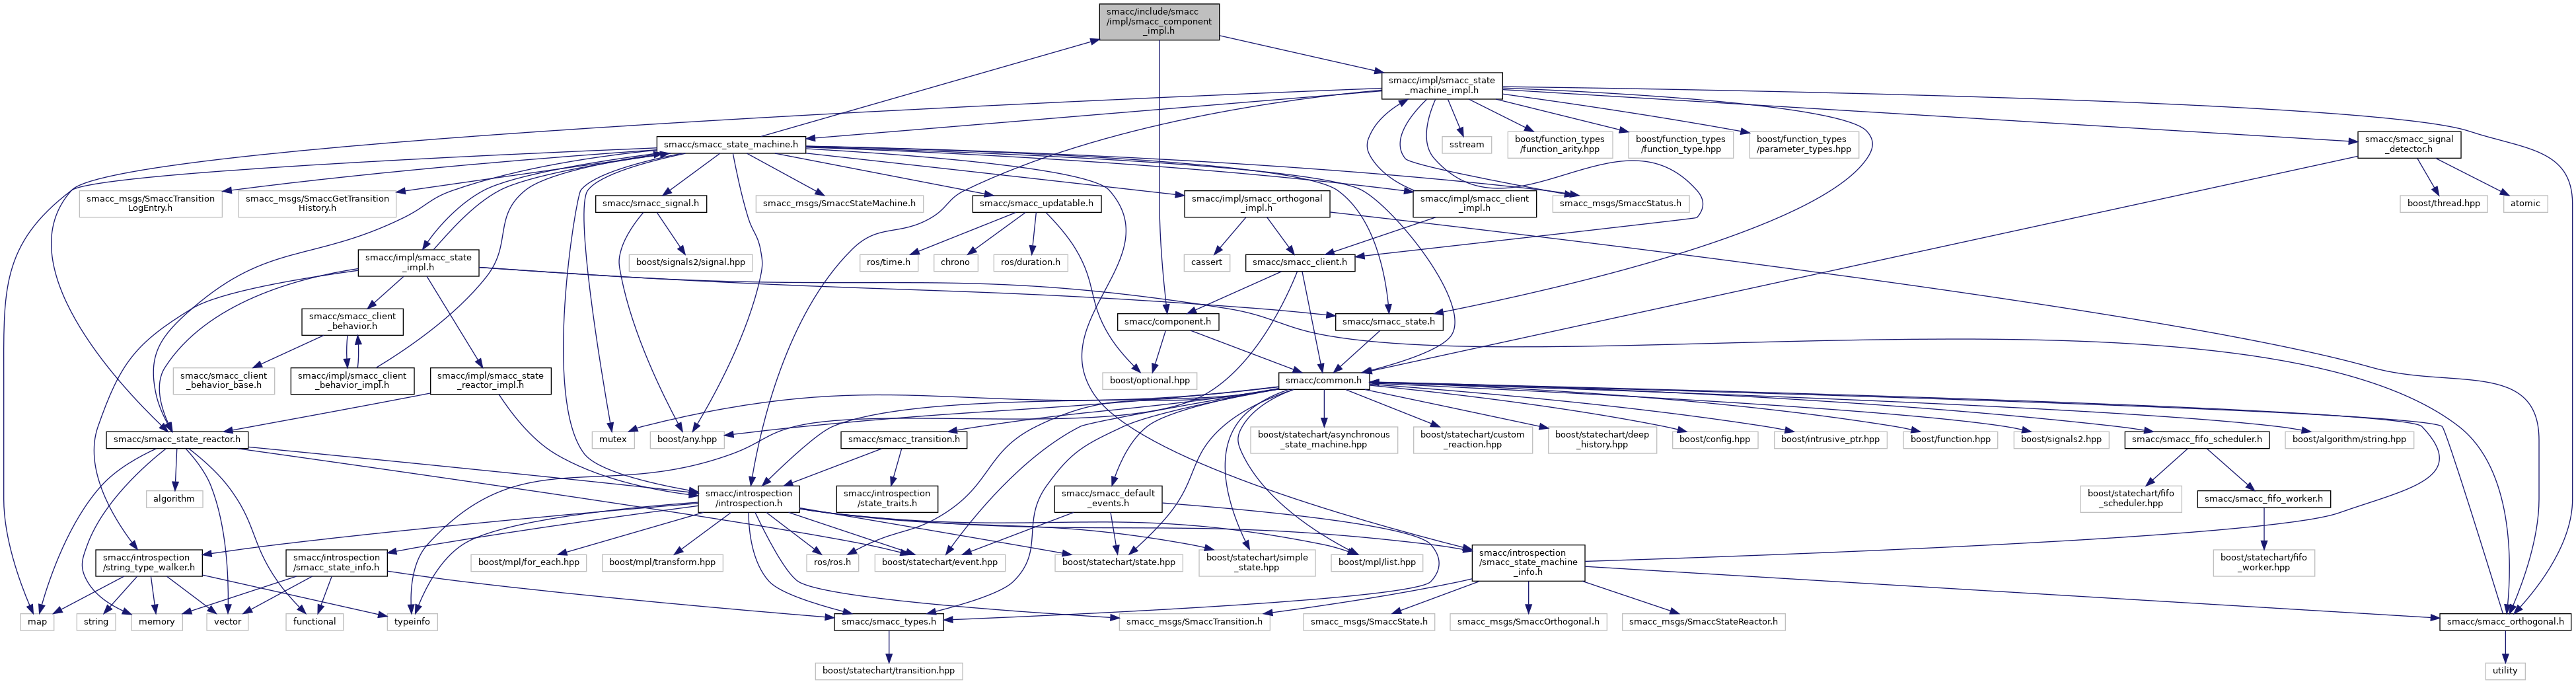 smacc/include/smacc
/impl/smacc_component
_impl.h
smacc/impl/smacc_state
_machine_impl.h
smacc/smacc_state_machine.h
sstream
boost/function_types
/function_arity.hpp
boost/function_types
/function_type.hpp
boost/function_types
/parameter_types.hpp
smacc/smacc_signal
_detector.h
smacc_msgs/SmaccTransition
LogEntry.h
smacc_msgs/SmaccGetTransition
History.h
smacc/smacc_signal.h
smacc_msgs/SmaccStateMachine.h
smacc/smacc_updatable.h
smacc/impl/smacc_orthogonal
_impl.h
smacc/impl/smacc_client
_impl.h
smacc_msgs/SmaccStatus.h
boost/thread.hpp
atomic
smacc/impl/smacc_state
_impl.h
boost/signals2/signal.hpp
ros/time.h
chrono
ros/duration.h
cassert
smacc/smacc_client.h
smacc/smacc_client
_behavior.h
smacc/component.h
smacc/smacc_state.h
smacc/smacc_client
_behavior_base.h
smacc/impl/smacc_client
_behavior_impl.h
smacc/impl/smacc_state
_reactor_impl.h
boost/optional.hpp
smacc/common.h
smacc/smacc_state_reactor.h
mutex
boost/any.hpp
smacc/smacc_transition.h
boost/statechart/asynchronous
_state_machine.hpp
boost/statechart/custom
_reaction.hpp
boost/statechart/deep
_history.hpp
boost/config.hpp
boost/intrusive_ptr.hpp
boost/function.hpp
boost/signals2.hpp
smacc/smacc_fifo_scheduler.h
boost/algorithm/string.hpp
algorithm
smacc/introspection
/introspection.h
smacc/introspection
/state_traits.h
smacc/smacc_default
_events.h
boost/statechart/fifo
_scheduler.hpp
smacc/smacc_fifo_worker.h
smacc/introspection
/string_type_walker.h
smacc/introspection
/smacc_state_info.h
boost/mpl/for_each.hpp
boost/mpl/transform.hpp
ros/ros.h
boost/statechart/event.hpp
boost/statechart/state.hpp
boost/statechart/simple
_state.hpp
boost/mpl/list.hpp
smacc/introspection
/smacc_state_machine
_info.h
boost/statechart/fifo
_worker.hpp
map
string
memory
vector
functional
typeinfo
smacc/smacc_types.h
smacc_msgs/SmaccTransition.h
smacc_msgs/SmaccState.h
smacc_msgs/SmaccOrthogonal.h
smacc_msgs/SmaccStateReactor.h
smacc/smacc_orthogonal.h
boost/statechart/transition.hpp
utility